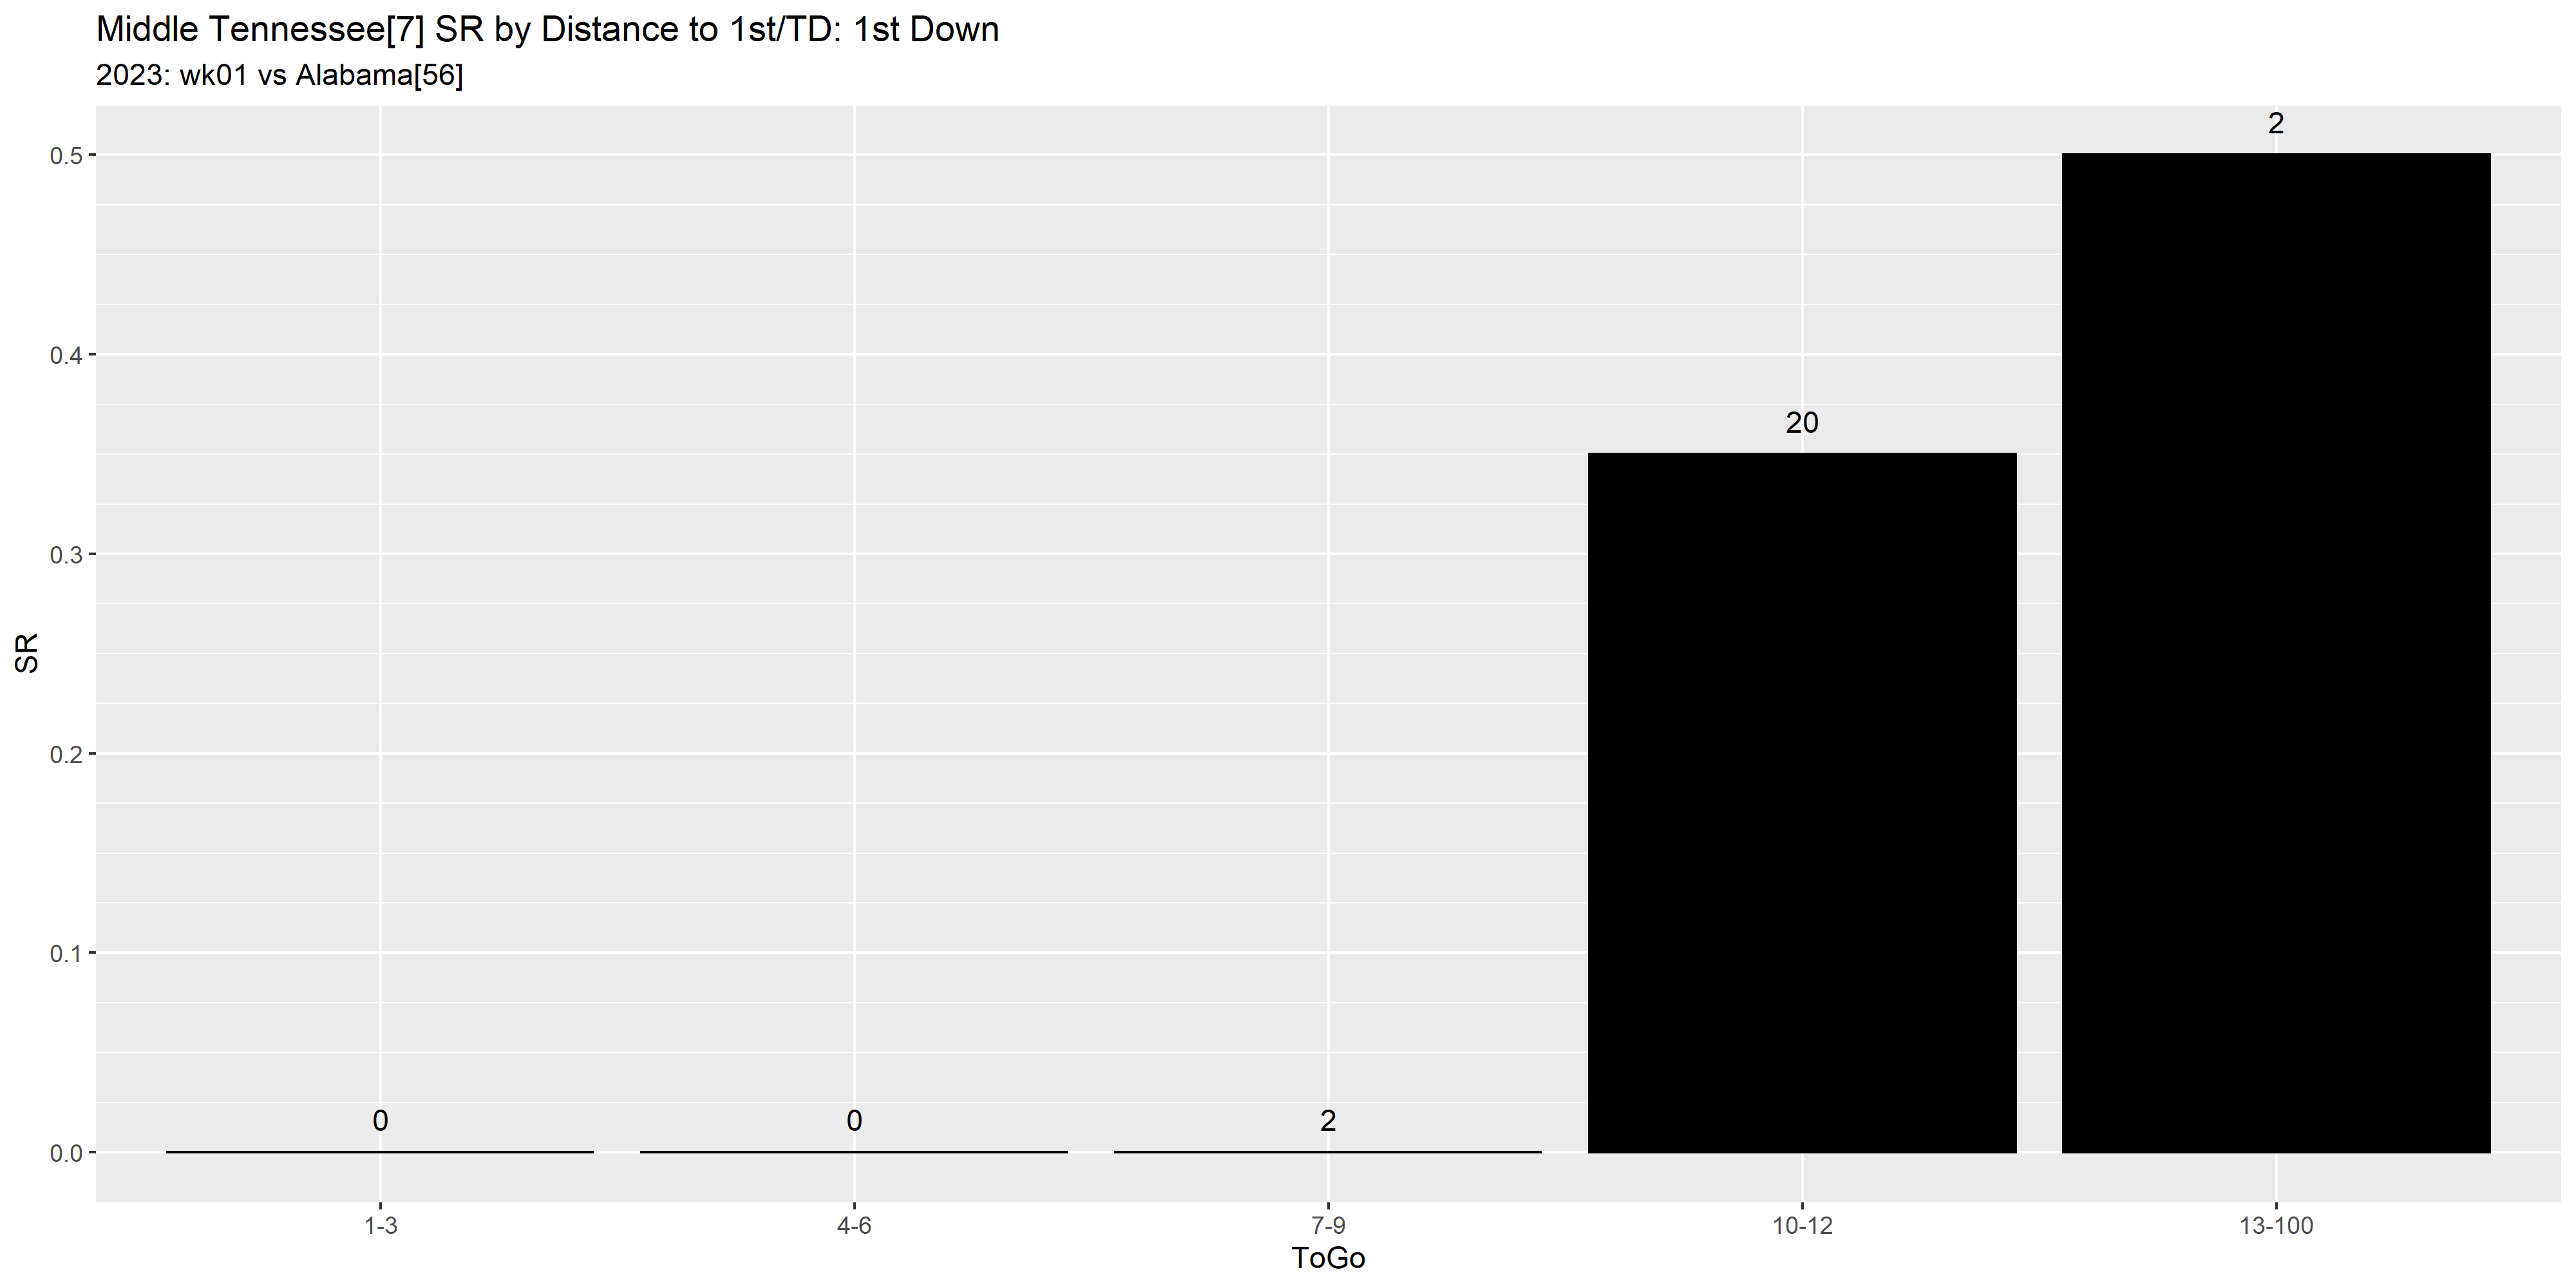 Middle Tennessee[7] SR by Distance to 1st/TD: 1st Down
2023: wk01 vs Alabama[56]
2
0.5
20
0.4
0.3
SR
0.2
0.1
0 0 2
0.0
1-3 4-6 7-9 10-12 13-100
ToGo